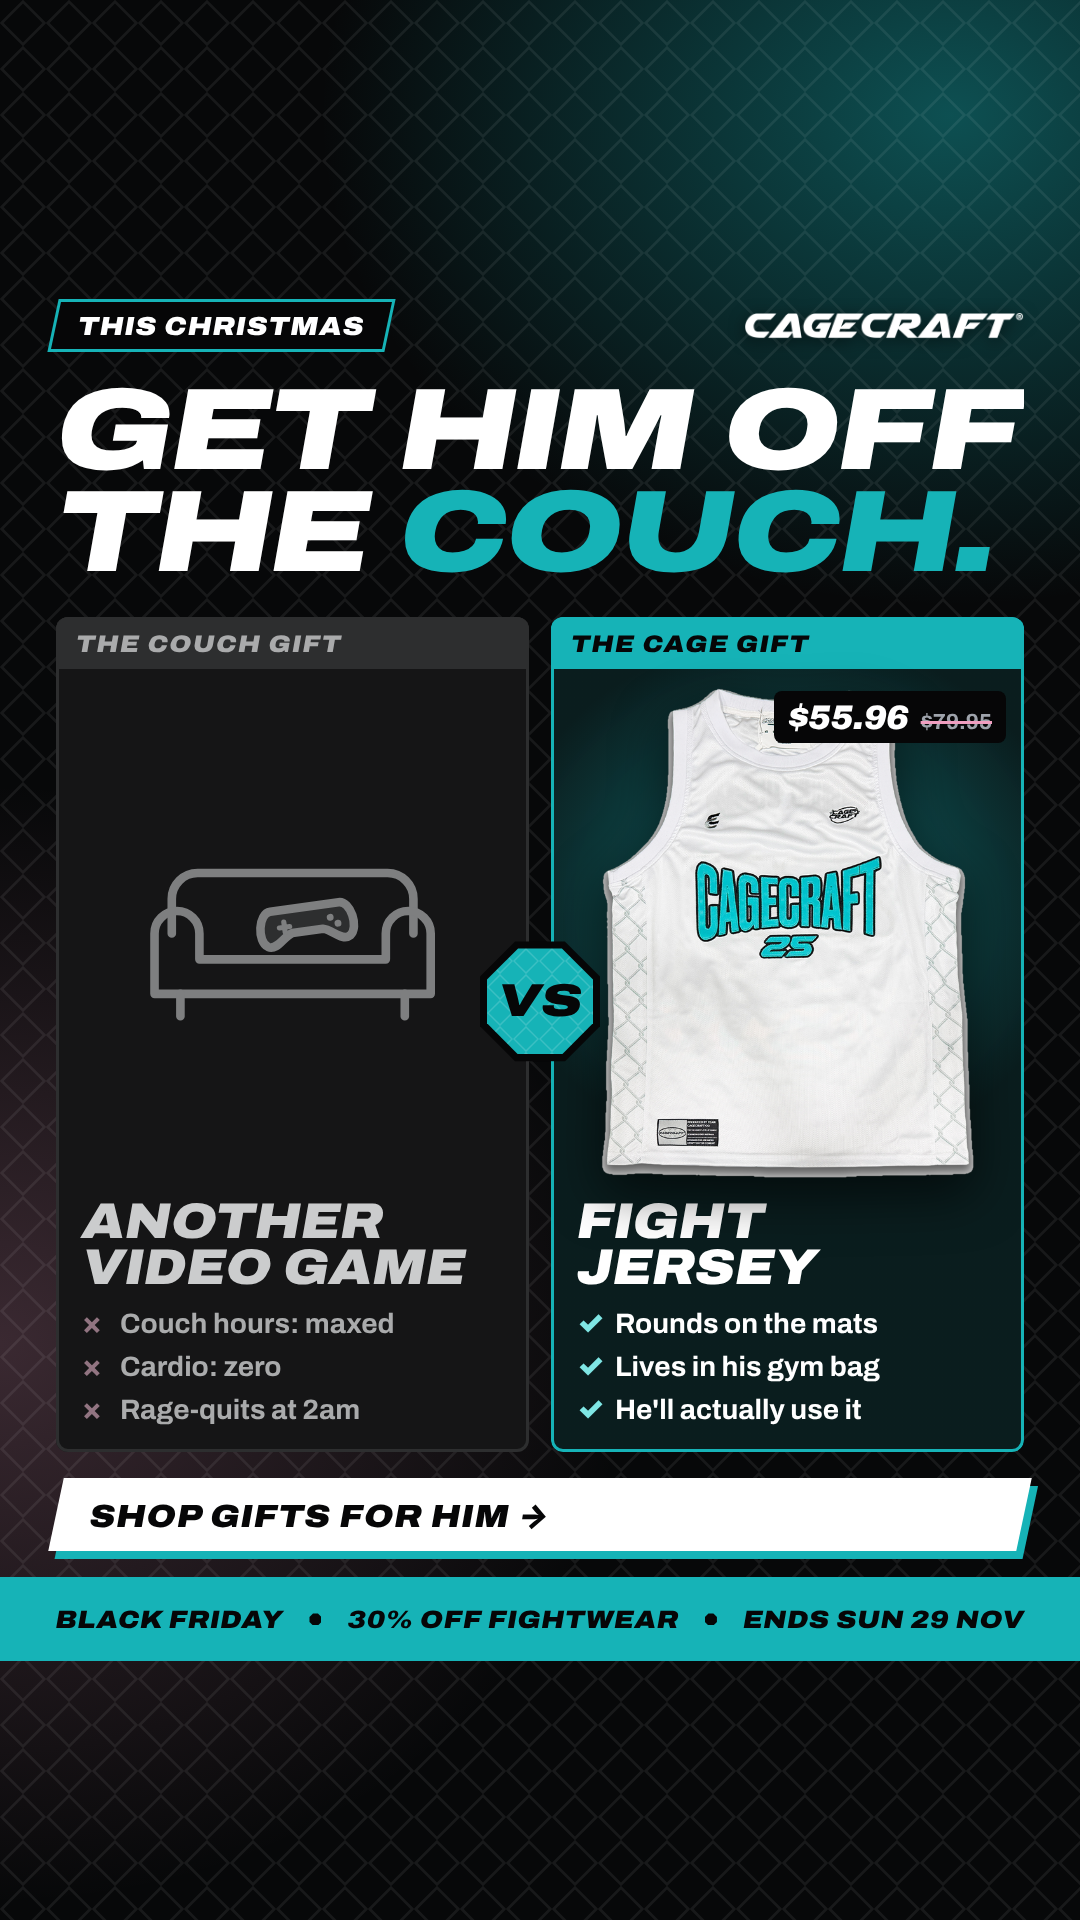 THIS CHRISTMAS
CAGECRAFT®
GET HIM OFF
THE COUCH.
THE COUCH GIFT
THE CAGE GIFT
$55.96 $79.95
CAGE
CRAFT
CAGECRAFT
25
VS
ANOTHER
VIDEO GAME
× Couch hours: maxed
× Cardio: zero
× Rage-quits at 2am
FIGHT
JERSEY
✓ Rounds on the mats
✓ Lives in his gym bag
✓ He'll actually use it
SHOP GIFTS FOR HIM →
BLACK FRIDAY • 30% OFF FIGHTWEAR • ENDS SUN 29 NOV